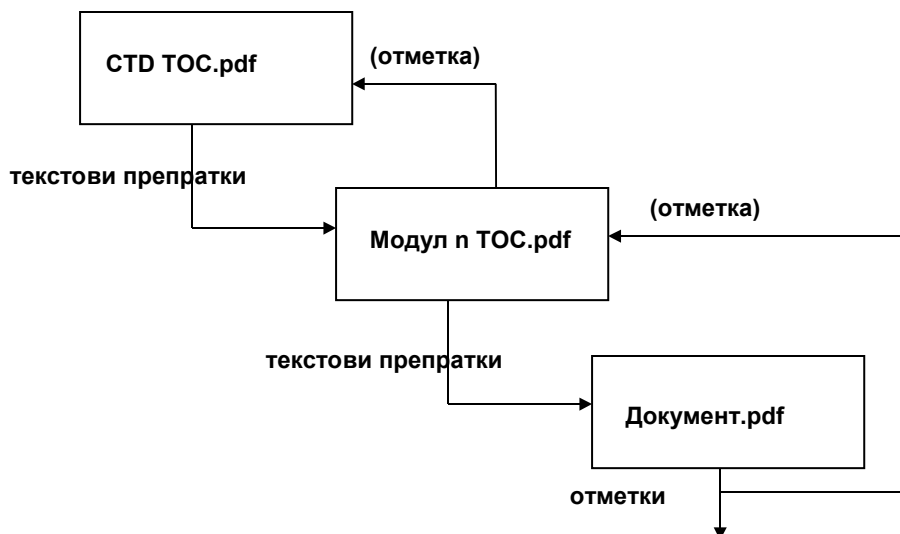 CTD TOC.pdf
(отметка)
текстови препратки
(отметка)
Модул n TOC.pdf
текстови препратки
Документ.pdf
отметки